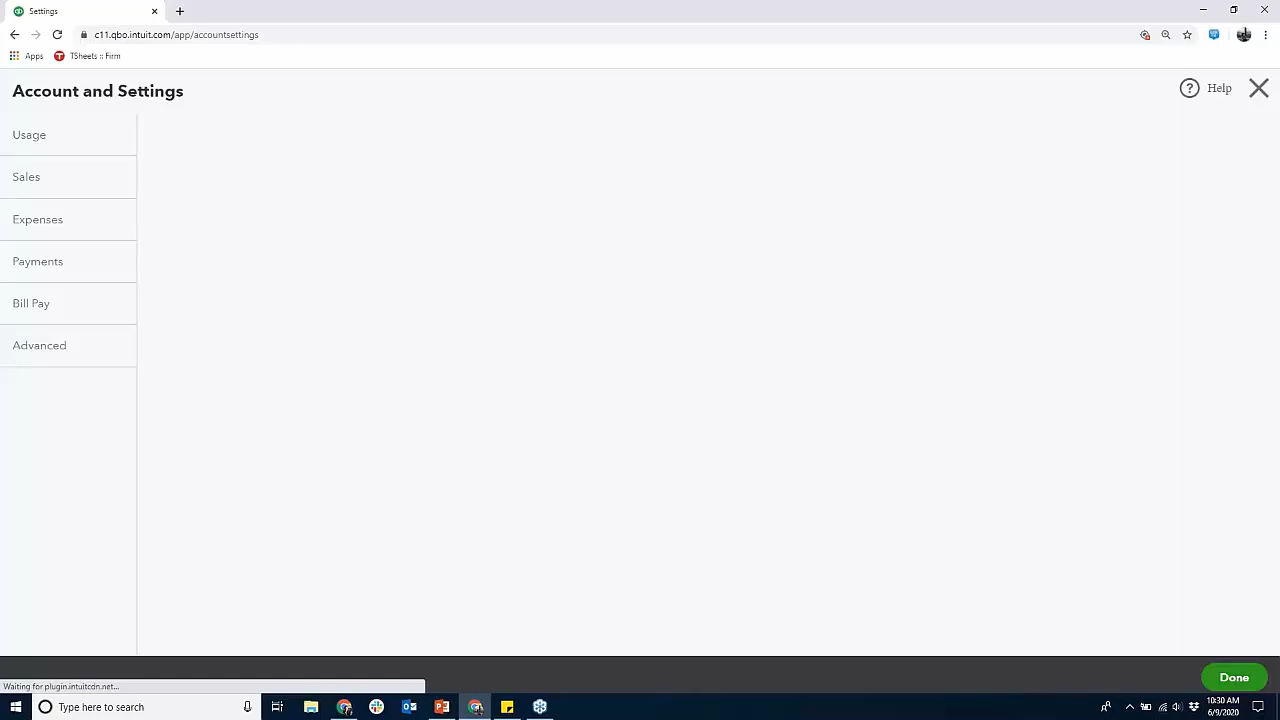 Settings
c11.qbo.intuit.com/app/accountsettings
Apps
TSheets :: Firm
Account and Settings
Help
Usage
Sales
Expenses
Payments
Bill Pay
Advanced
Done
Waiting for plugin.intuitcdn.net...
Type here to search
10:30 AM
6/9/2020